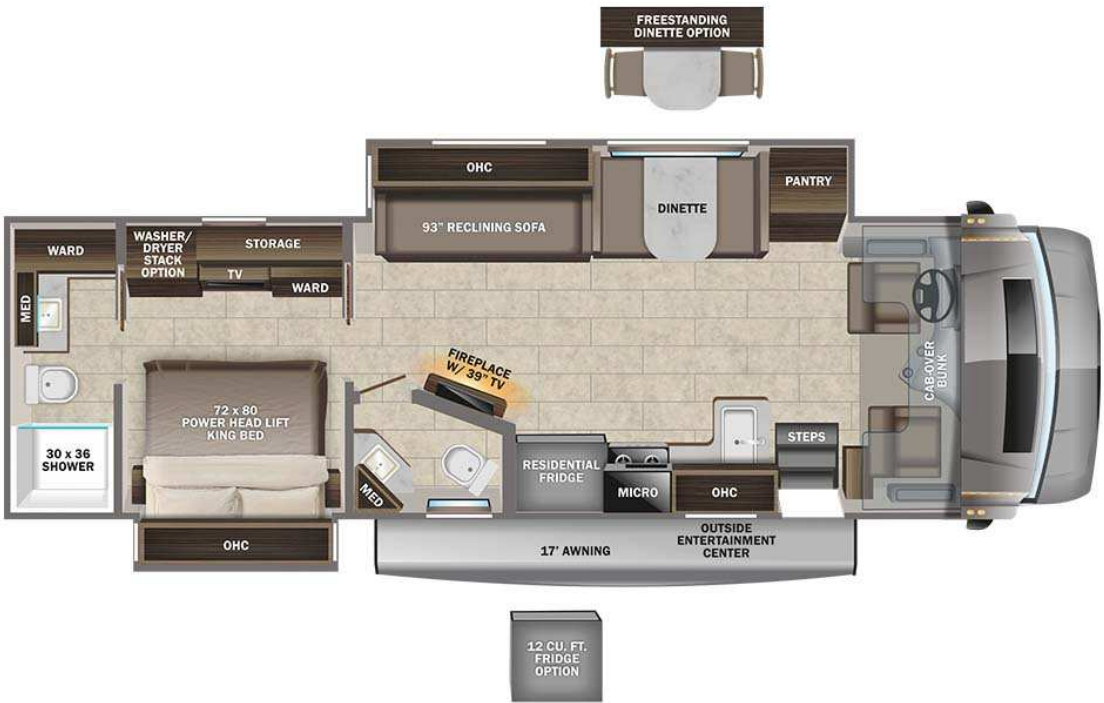 FREESTANDING
DINETTE OPTION
OHC
93" RECLINING SOFA
DINETTE
PANTRY
WARD
WASHER/
DRYER
STACK
OPTION
STORAGE
TV
WARD
MED
FIREPLACE
W/ 39" TV
CAB-OVER
BUNK
72 x 80
POWER HEAD LIFT
KING BED
30 x 36
SHOWER
MED
RESIDENTIAL
FRIDGE
MICRO
OHC
STEPS
OHC
17' AWNING
OUTSIDE
ENTERTAINMENT
CENTER
12 CU. FT.
FRIDGE
OPTION